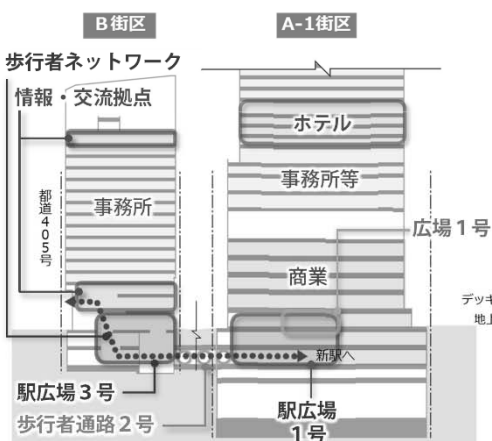 B街区
A-1街区
歩行者ネットワーク
情報・交流拠点
ホテル
都道405号
事務所
事務所等
広場1号
商業
デッキ
地上
新駅へ
駅広場3号
歩行者通路2号
駅広場
1号